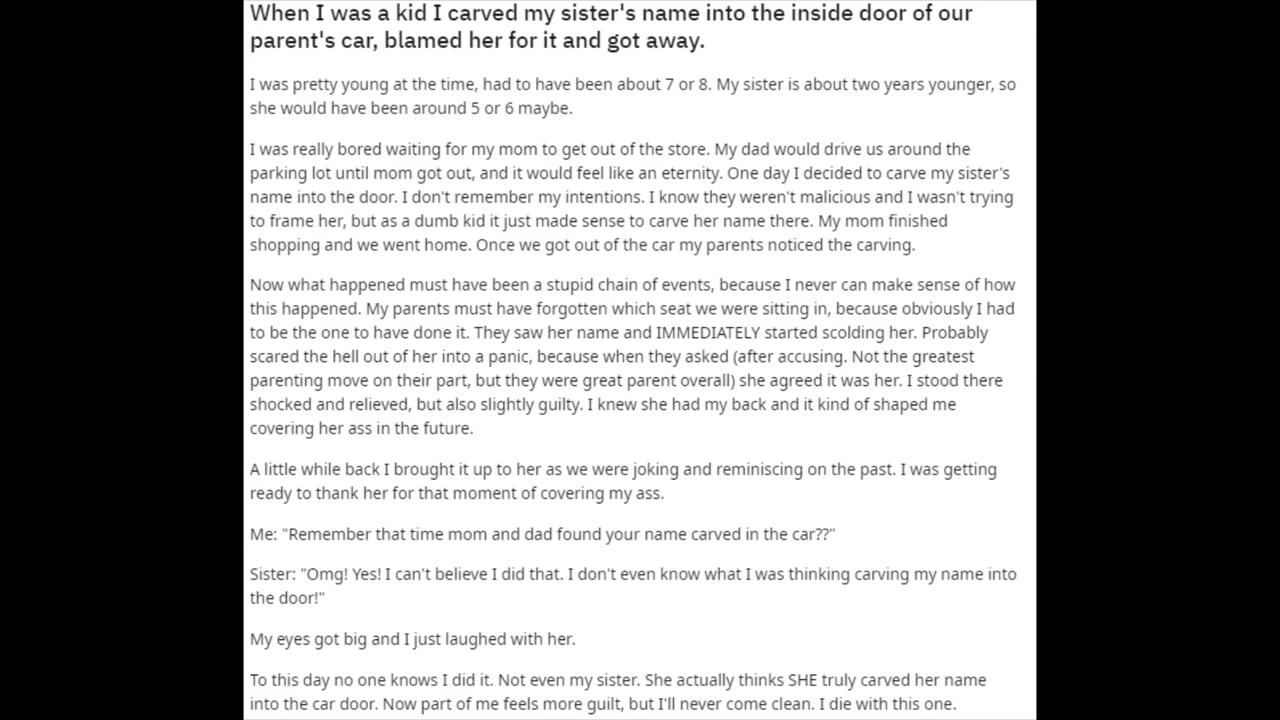 When I was a kid I carved my sister's name into the inside door of our
parent's car, blamed her for it and got away.
I was pretty young at the time, had to have been about 7 or 8. My sister is about two years younger, so
she would have been around 5 or 6 maybe.
I was really bored waiting for my mom to get out of the store. My dad would drive us around the
parking lot until mom got out, and it would feel like an eternity. One day I decided to carve my sister's
name into the door. I don't remember my intentions. I know they weren't malicious and I wasn't trying
to frame her, but as a dumb kid it just made sense to carve her name there. My mom finished
shopping and we went home. Once we got out of the car my parents noticed the carving.
Now what happened must have been a stupid chain of events, because I never can make sense of how
this happened. My parents must have forgotten which seat we were sitting in, because obviously I had
to be the one to have done it. They saw her name and IMMEDIATELY started scolding her. Probably
scared the hell out of her into a panic, because when they asked (after accusing. Not the greatest
parenting move on their part, but they were great parent overall) she agreed it was her. I stood there
shocked and relieved, but also slightly guilty. I knew she had my back and it kind of shaped me
covering her ass in the future.
A little while back I brought it up to her as we were joking and reminiscing on the past. I was getting
ready to thank her for that moment of covering my ass.
Me: "Remember that time mom and dad found your name carved in the car??"
Sister: "Omg! Yes! I can't believe I did that. I don't even know what I was thinking carving my name into
the door!"
My eyes got big and I just laughed with her.
To this day no one knows I did it. Not even my sister. She actually thinks SHE truly carved her name
into the car door. Now part of me feels more guilt, but I'll never come clean. I die with this one.